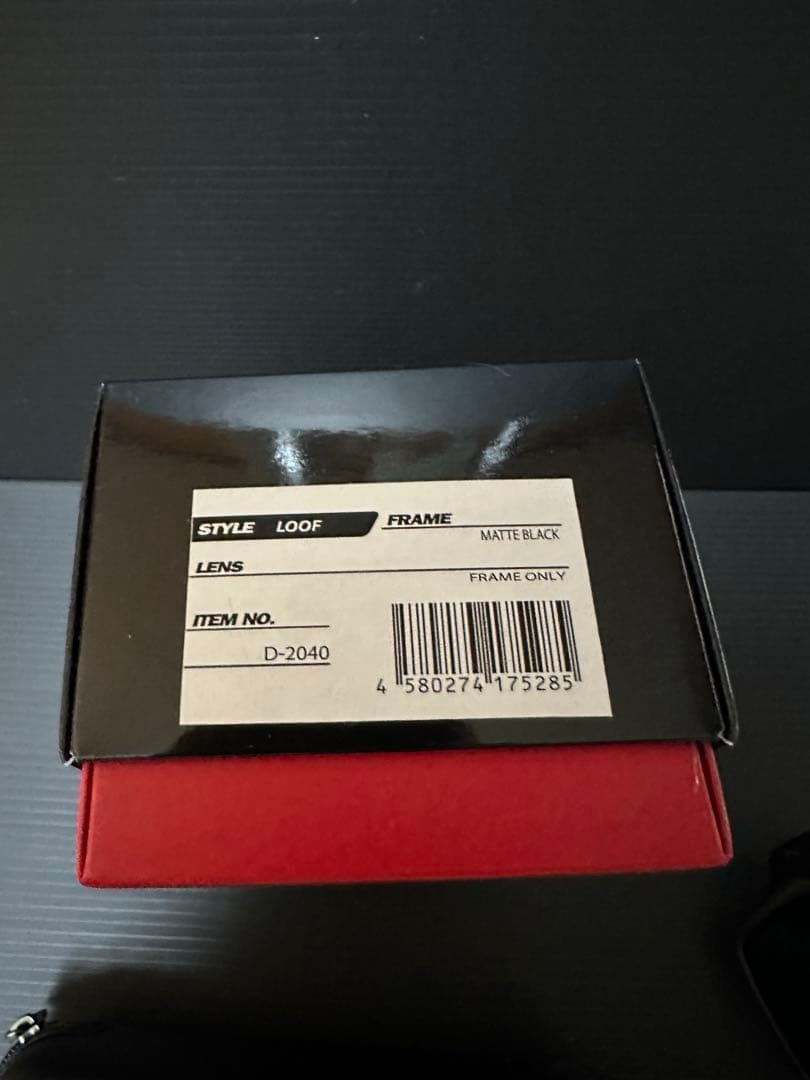 STYLE LOOF
FRAME
MATTE BLACK
LENS
FRAME ONLY
ITEM NO.
D-2040
4 580274 175285